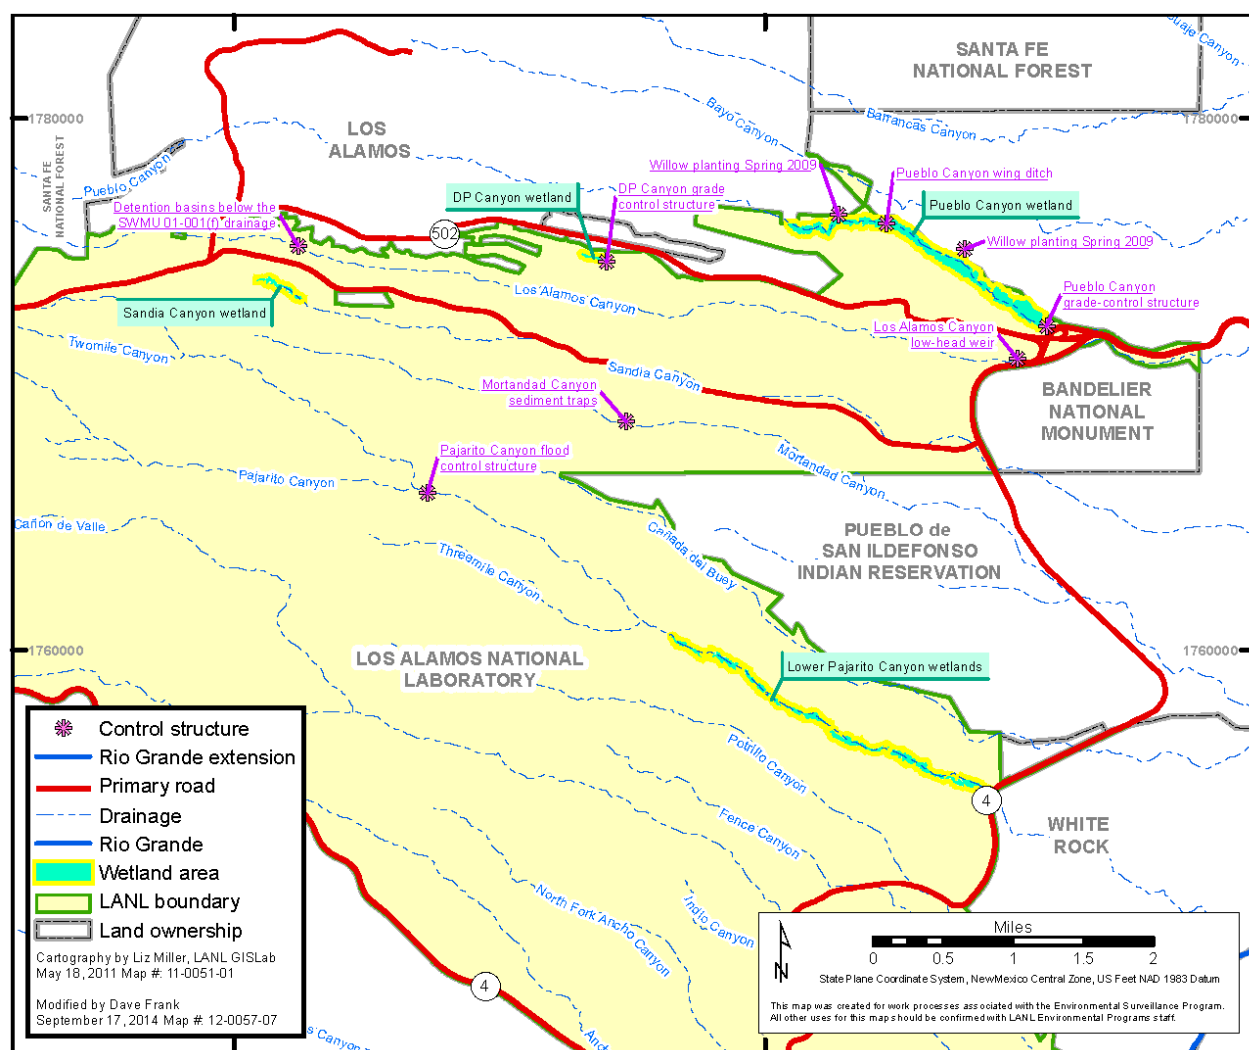 Guaje Canyon
SANTA FE
NATIONAL FOREST
1780000
1780000
Bayo Canyon
Barrancas Canyon
LOS
ALAMOS
SANTA FE
NATIONAL FOREST
Pueblo Canyon
Willow planting Spring 2009
Pueblo Canyon wing ditch
DP Canyon wetland
DP Canyon grade
control structure
Pueblo Canyon wetland
Detention basins below the
SWMU 01-001(f) drainage
502
Willow planting Spring 2009
Pueblo Canyon
grade-control structure
Los Alamos Canyon
Sandia Canyon wetland
Los Alamos Canyon
low-head weir
Twomile Canyon
Sandia Canyon
Mortandad Canyon
sediment traps
BANDELIER
NATIONAL
MONUMENT
Pajarito Canyon flood
control structure
Pajarito Canyon
Mortandad Canyon
Cañon de Valle
Threemile Canyon
Cañada del Buey
PUEBLO de
SAN ILDEFONSO
INDIAN RESERVATION
1760000
1760000
LOS ALAMOS NATIONAL
LABORATORY
Lower Pajarito Canyon wetlands
Potrillo Canyon
4
Fence Canyon
WHITE
ROCK
North Fork Ancho Canyon
Indio Canyon
4
Control structure
Rio Grande extension
Primary road
Drainage
Rio Grande
Wetland area
LANL boundary
Land ownership
Cartography by Liz Miller, LANL GISLab
May 18, 2011 Map #: 11-0051-01
Modified by Dave Frank
September 17, 2014 Map #: 12-0057-07
N
Miles
0 0.5 1 1.5 2
State Plane Coordinate System, New Mexico Central Zone, US Feet NAD 1983 Datum
This map was created for work processes associated with the Environmental Surveillance Program.
All other uses for this map should be confirmed with LANL Environmental Programs staff.